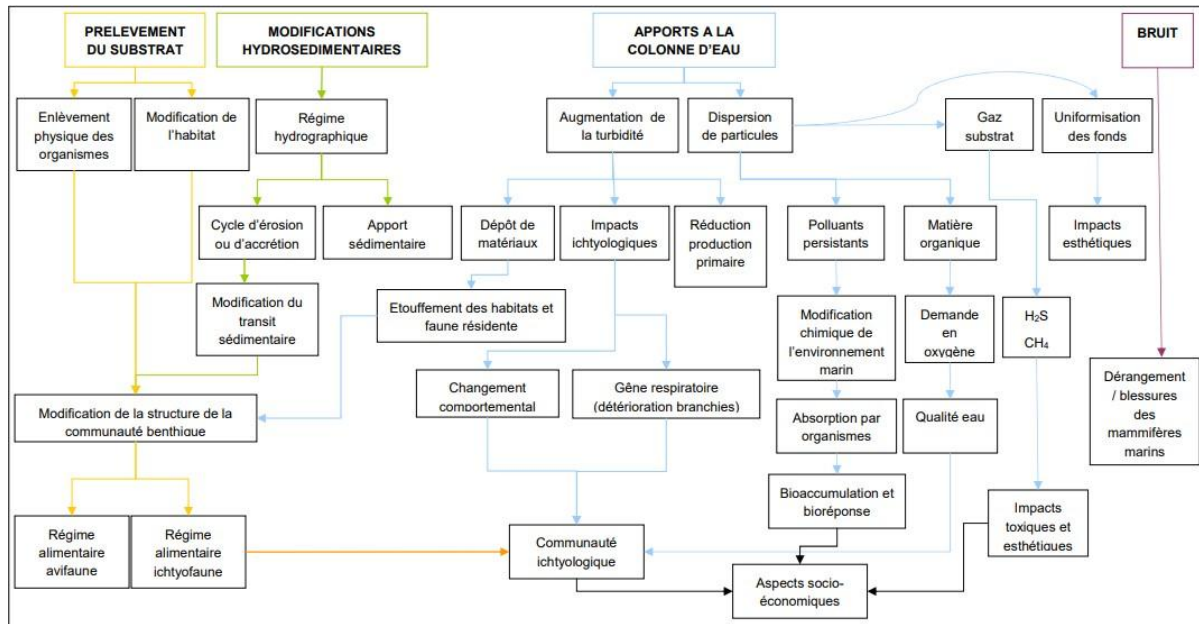 PRELEVEMENT
DU SUBSTRAT
MODIFICATIONS
HYDROSEDIMENTAIRES
APPORTS A LA
COLONNE D'EAU
BRUIT
Enlèvement
physique des
organismes
Modification de
l'habitat
Régime
hydrographique
Augmentation de
la turbidité
Dispersion
de particules
Gaz
substrat
Uniformisation
des fonds
Cycle d'érosion
ou d'accrétion
Apport
sédimentaire
Dépôt de
matériaux
Impacts
ichtyologiques
Réduction
production
primaire
Polluants
persistants
Matière
organique
Impacts
esthétiques
Modification du
transit
sédimentaire
Etouffement des habitats et
faune résidente
Modification
chimique de
l'environnement
marin
Demande
en
oxygène
H₂S
CH₄
Dérangement
/ blessures
des
mammifères
marins
Modification de la structure de la
communauté benthique
Changement
comportemental
Gêne respiratoire
(détérioration branchies)
Absorption par
organismes
Qualité eau
Bioaccumulation et
bioréponse
Impacts
toxiques et
esthétiques
Régime
alimentaire
avifaune
Régime
alimentaire
ichtyofaune
Communauté
ichtyologique
Aspects socio-
économiques